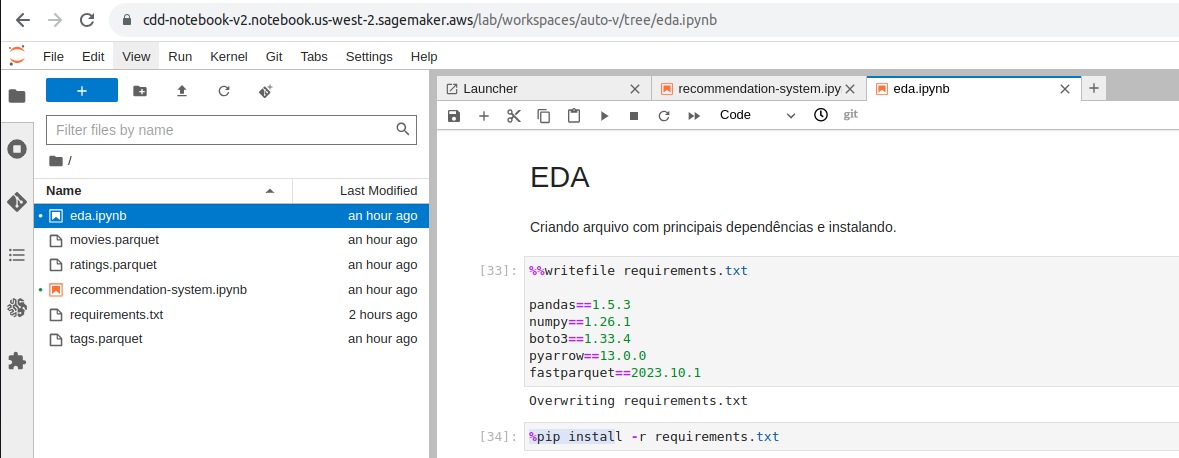 cdd-notebook-v2.notebook.us-west-2.sagemaker.aws/lab/workspaces/auto-v/tree/eda.ipynb
File Edit View Run Kernel Git Tabs Settings Help
+
Filter files by name
/
Name Last Modified
eda.ipynb an hour ago
movies.parquet an hour ago
ratings.parquet an hour ago
recommendation-system.ipynb an hour ago
requirements.txt 2 hours ago
tags.parquet an hour ago
Launcher recommendation-system.ipy eda.ipynb
Code git
EDA
Criando arquivo com principais dependências e instalando.
[33]: %%writefile requirements.txt
pandas==1.5.3
numpy==1.26.1
boto3==1.33.4
pyarrow==13.0.0
fastparquet==2023.10.1
Overwriting requirements.txt
[34]: %pip install -r requirements.txt